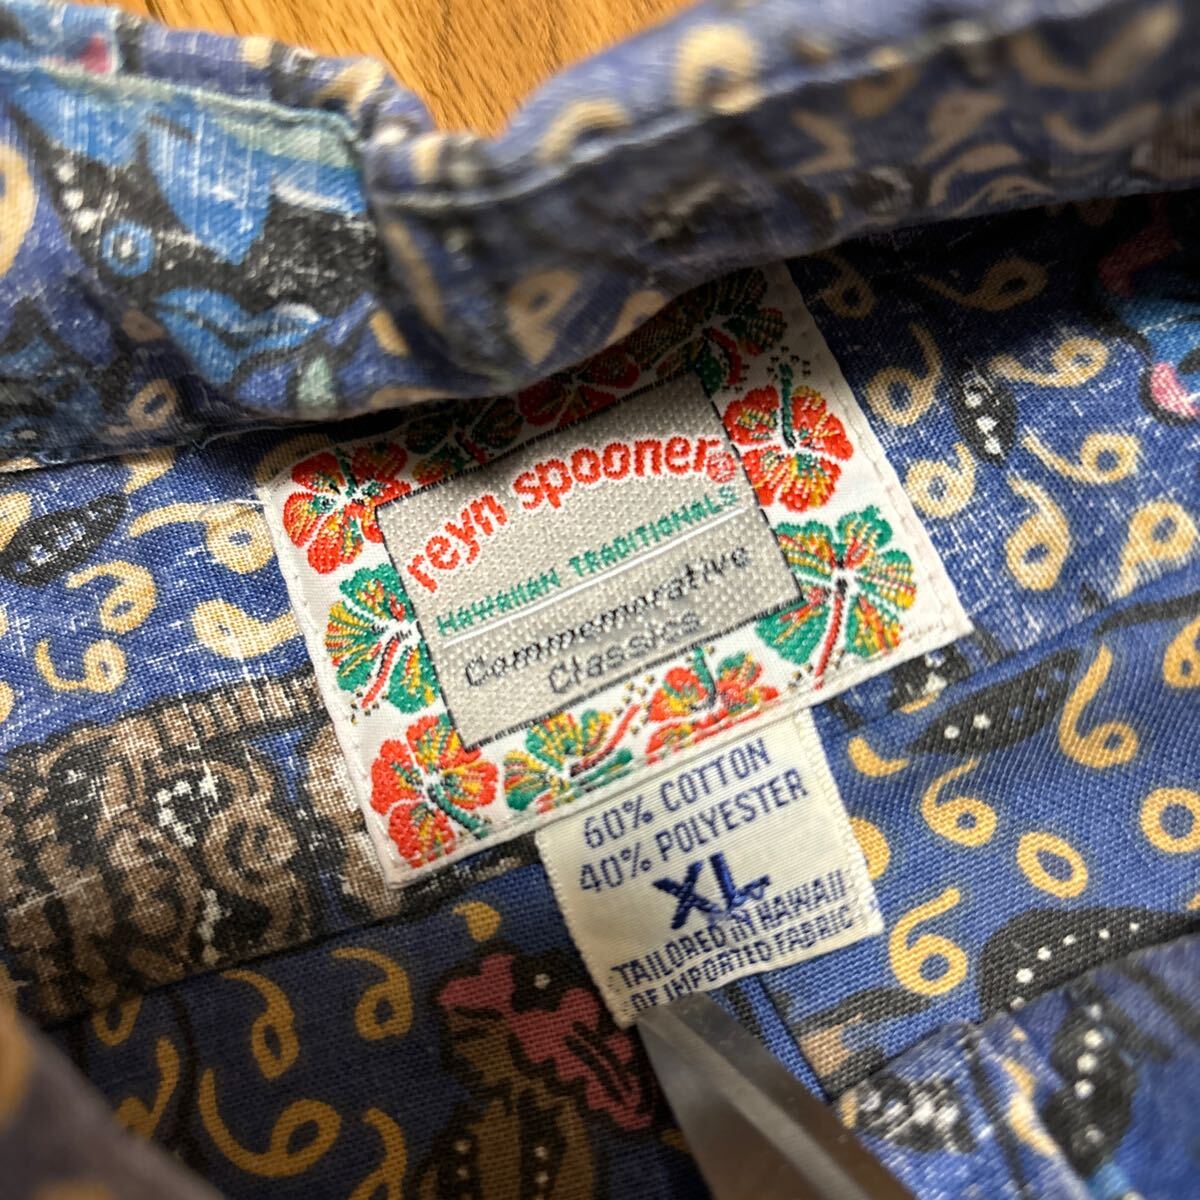 reyn spooner®
HAWAIIAN TRADITIONALS
Commemorative
Classics
60% COTTON
40% POLYESTER
XL
TAILORED IN HAWAII
OF IMPORTED FABRIC